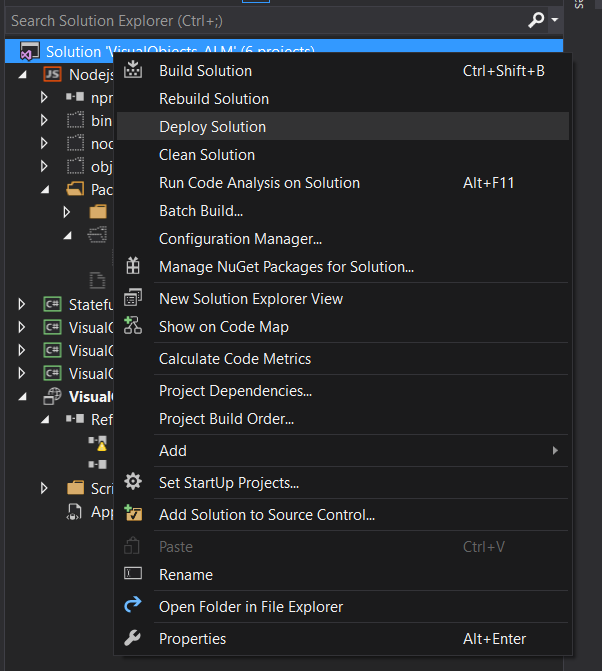 Search Solution Explorer (Ctrl+;)
Solution 'VisualObjects.ALM' (6 projects)
Build Solution Ctrl+Shift+B
JS Nodejs
Rebuild Solution
npr
Deploy Solution
bin
Clean Solution
noc
obj
Run Code Analysis on Solution Alt+F11
Pac
Batch Build...
Configuration Manager...
Manage NuGet Packages for Solution...
New Solution Explorer View
C# Statefu
Show on Code Map
C# VisualO
C# VisualO
Calculate Code Metrics
C# VisualO
Project Dependencies...
VisualO
Project Build Order...
Ref
Add
Set StartUp Projects...
Scri
Add Solution to Source Control...
App
Paste Ctrl+V
Rename
Open Folder in File Explorer
Properties Alt+Enter